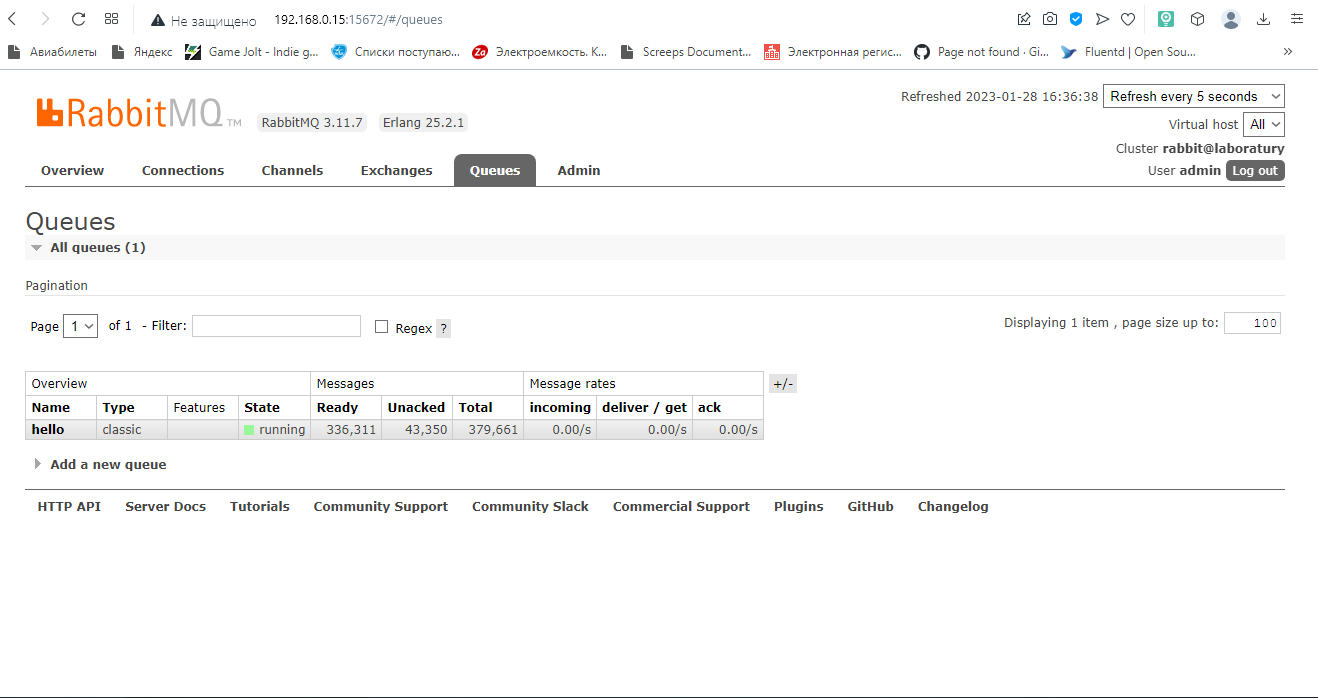 Не защищено 192.168.0.15:15672/#/queues
Авиабилеты Яндекс Game Jolt - Indie g... Списки поступаю... Электроемкость. К... Screeps Document... Электронная регис... Page not found · Gi... Fluentd | Open Sou... »
Refreshed 2023-01-28 16:36:38 Refresh every 5 seconds
RabbitMQ TM RabbitMQ 3.11.7 Erlang 25.2.1
Virtual host All
Cluster rabbit@laboratury
User admin Log out
Overview Connections Channels Exchanges Queues Admin
Queues
All queues (1)
Pagination
Page 1 of 1 - Filter: Regex ? Displaying 1 item , page size up to: 100
Overview Messages Message rates +/-
Name Type Features State Ready Unacked Total incoming deliver / get ack
hello classic running 336,311 43,350 379,661 0.00/s 0.00/s 0.00/s
Add a new queue
HTTP API Server Docs Tutorials Community Support Community Slack Commercial Support Plugins GitHub Changelog